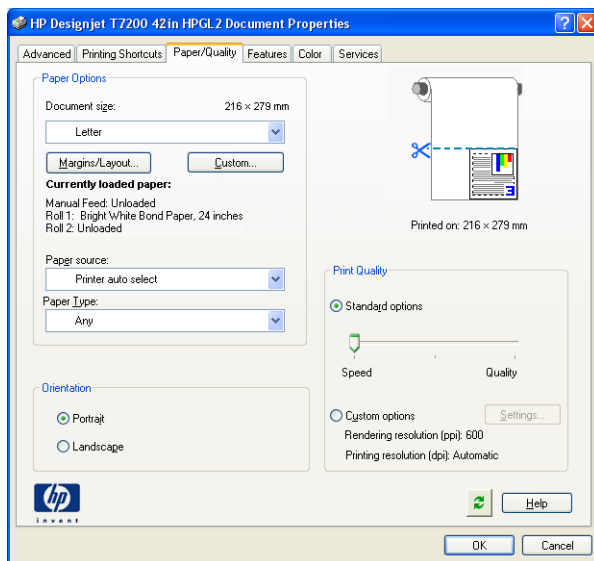 HP Designjet T7200 42in HPGL2 Document Properties
Advanced Printing Shortcuts Paper/Quality Features Color Services
Paper Options
Document size: 216 × 279 mm
Letter
Margins/Layout... Custom...
Currently loaded paper:
Manual Feed: Unloaded
Roll 1: Bright White Bond Paper, 24 inches
Roll 2: Unloaded
Paper source:
Printer auto select
Paper Type:
Any
Orientation
Portrait
Landscape
3
Printed on: 216 × 279 mm
Print Quality
Standard options
Speed Quality
Custom options Settings...
Rendering resolution (ppi): 600
Printing resolution (dpi): Automatic
hp
invent
Help
OK Cancel